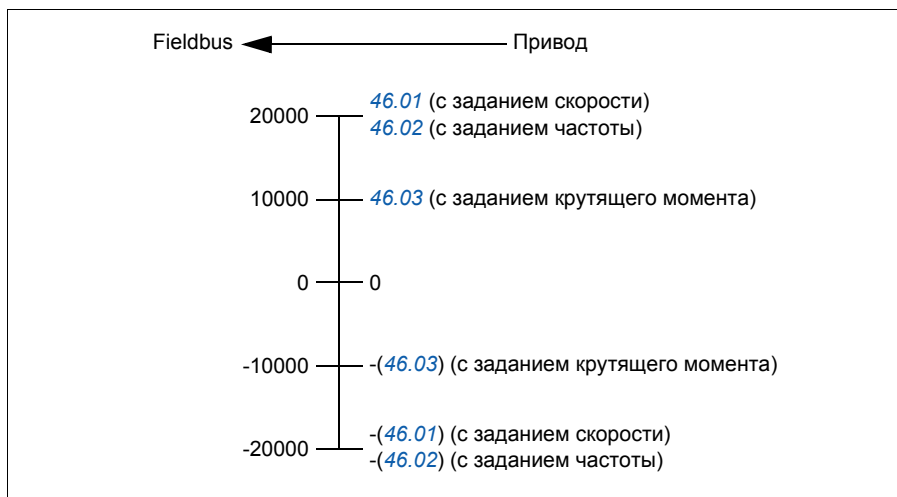 Fieldbus Привод
46.01 (с заданием скорости)
20000
46.02 (с заданием частоты)
10000 46.03 (с заданием крутящего момента)
0 0
-10000 -(46.03) (с заданием крутящего момента)
-(46.01) (с заданием скорости)
-20000
-(46.02) (с заданием частоты)